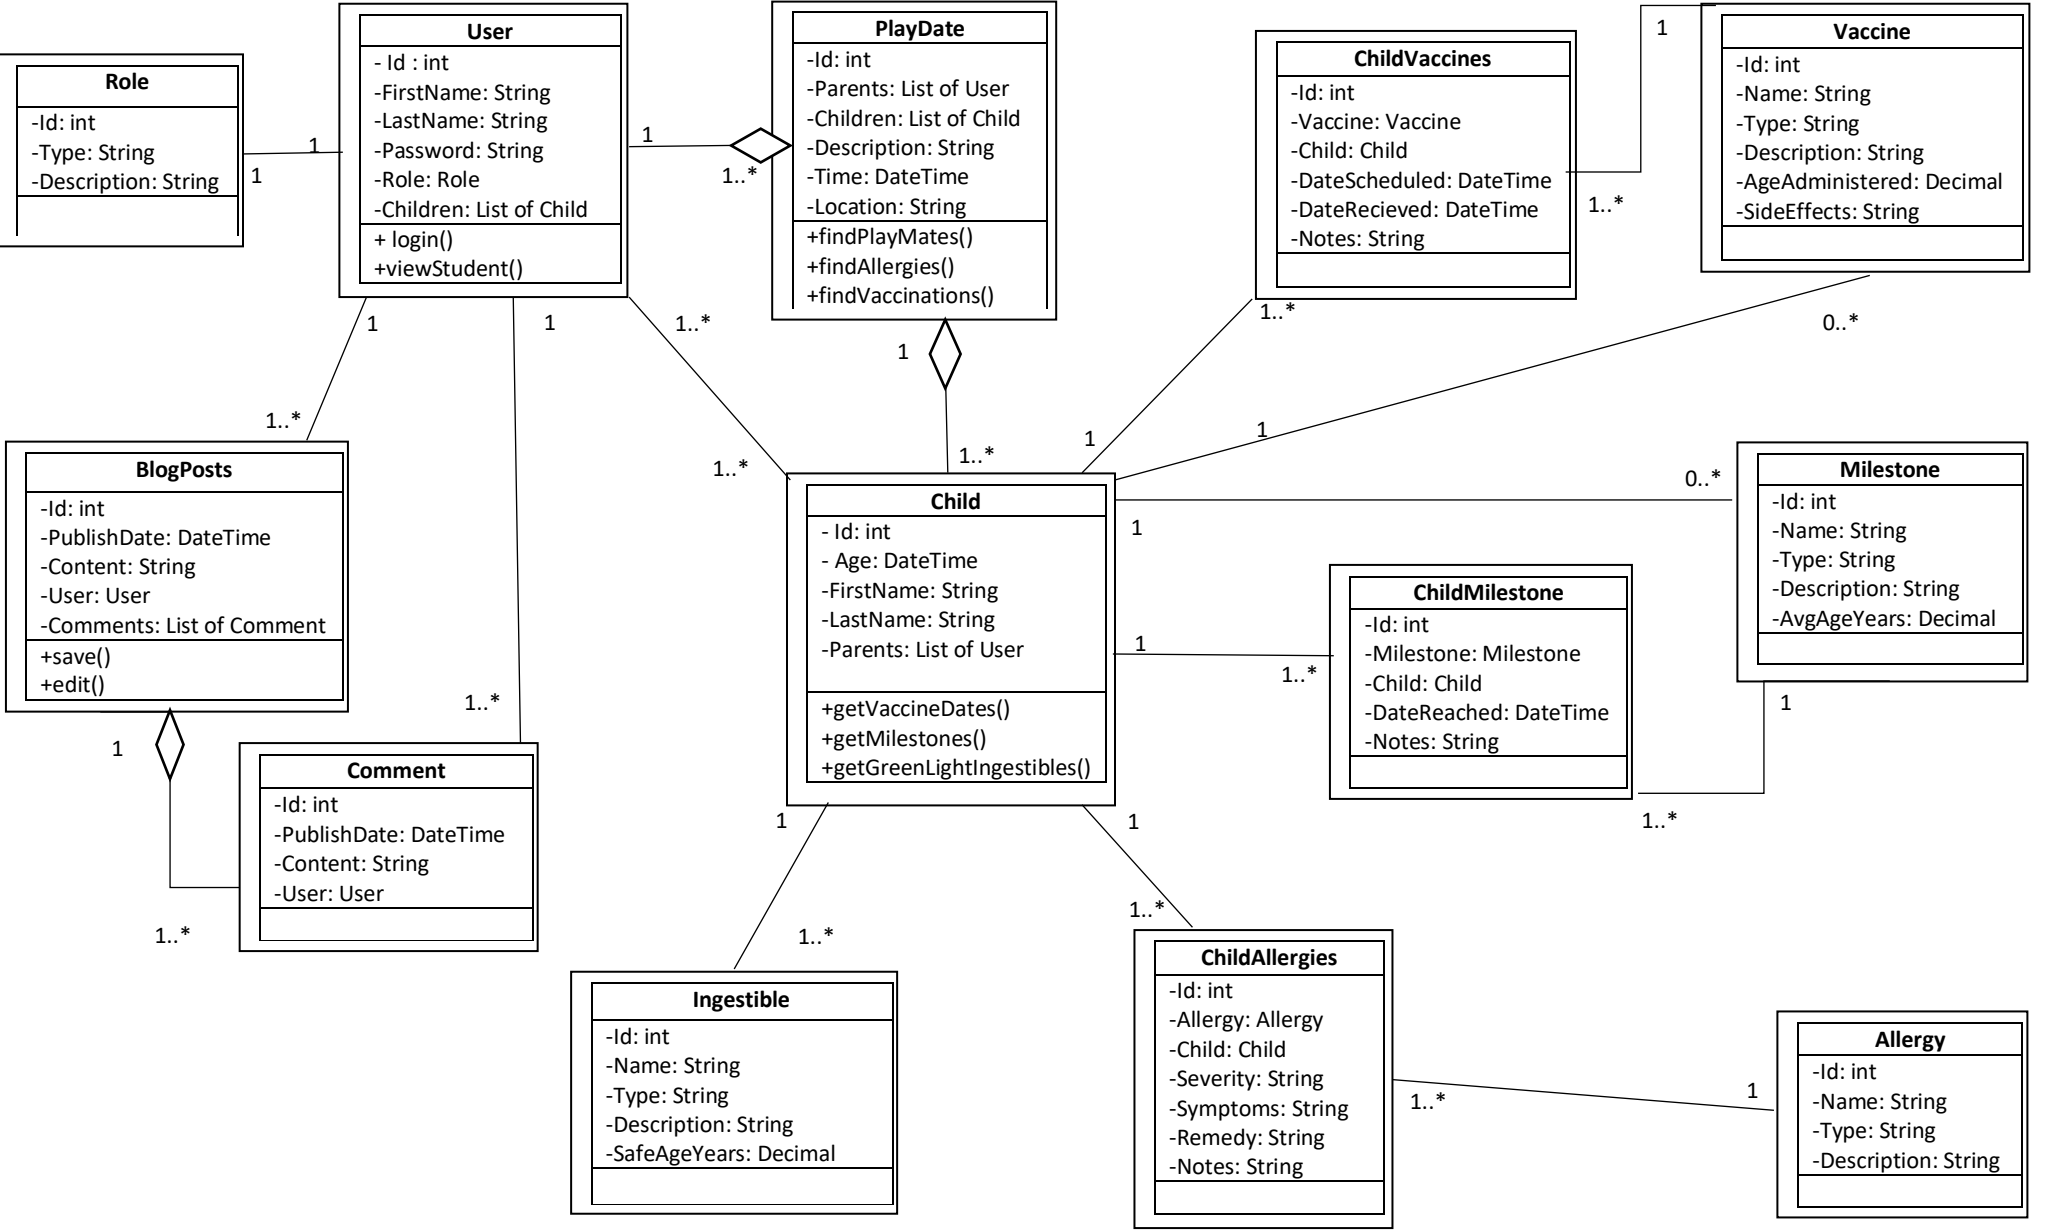 Role
-Id: int
-Type: String
-Description: String
1
1
User
- Id : int
-FirstName: String
-LastName: String
-Password: String
-Role: Role
-Children: List of Child
+ login()
+viewStudent()
1
1..*
PlayDate
-Id: int
-Parents: List of User
-Children: List of Child
-Description: String
-Time: DateTime
-Location: String
+findPlayMates()
+findAllergies()
+findVaccinations()
ChildVaccines
-Id: int
-Vaccine: Vaccine
-Child: Child
-DateScheduled: DateTime
-DateRecieved: DateTime
-Notes: String
1
1..*
Vaccine
-Id: int
-Name: String
-Type: String
-Description: String
-AgeAdministered: Decimal
-SideEffects: String
1
1
1..*
1
1..*
0..*
1..*
1..*
1..*
1
1
BlogPosts
-Id: int
-PublishDate: DateTime
-Content: String
-User: User
-Comments: List of Comment
+save()
+edit()
1..*
1
1..*
Comment
-Id: int
-PublishDate: DateTime
-Content: String
-User: User
Child
- Id: int
- Age: DateTime
-FirstName: String
-LastName: String
-Parents: List of User
+getVaccineDates()
+getMilestones()
+getGreenLightIngestibles()
0..*
1
1
1..*
Milestone
-Id: int
-Name: String
-Type: String
-Description: String
-AvgAgeYears: Decimal
ChildMilestone
-Id: int
-Milestone: Milestone
-Child: Child
-DateReached: DateTime
-Notes: String
1
1..*
1
1
1..*
1..*
Ingestible
-Id: int
-Name: String
-Type: String
-Description: String
-SafeAgeYears: Decimal
ChildAllergies
-Id: int
-Allergy: Allergy
-Child: Child
-Severity: String
-Symptoms: String
-Remedy: String
-Notes: String
1..*
1
Allergy
-Id: int
-Name: String
-Type: String
-Description: String